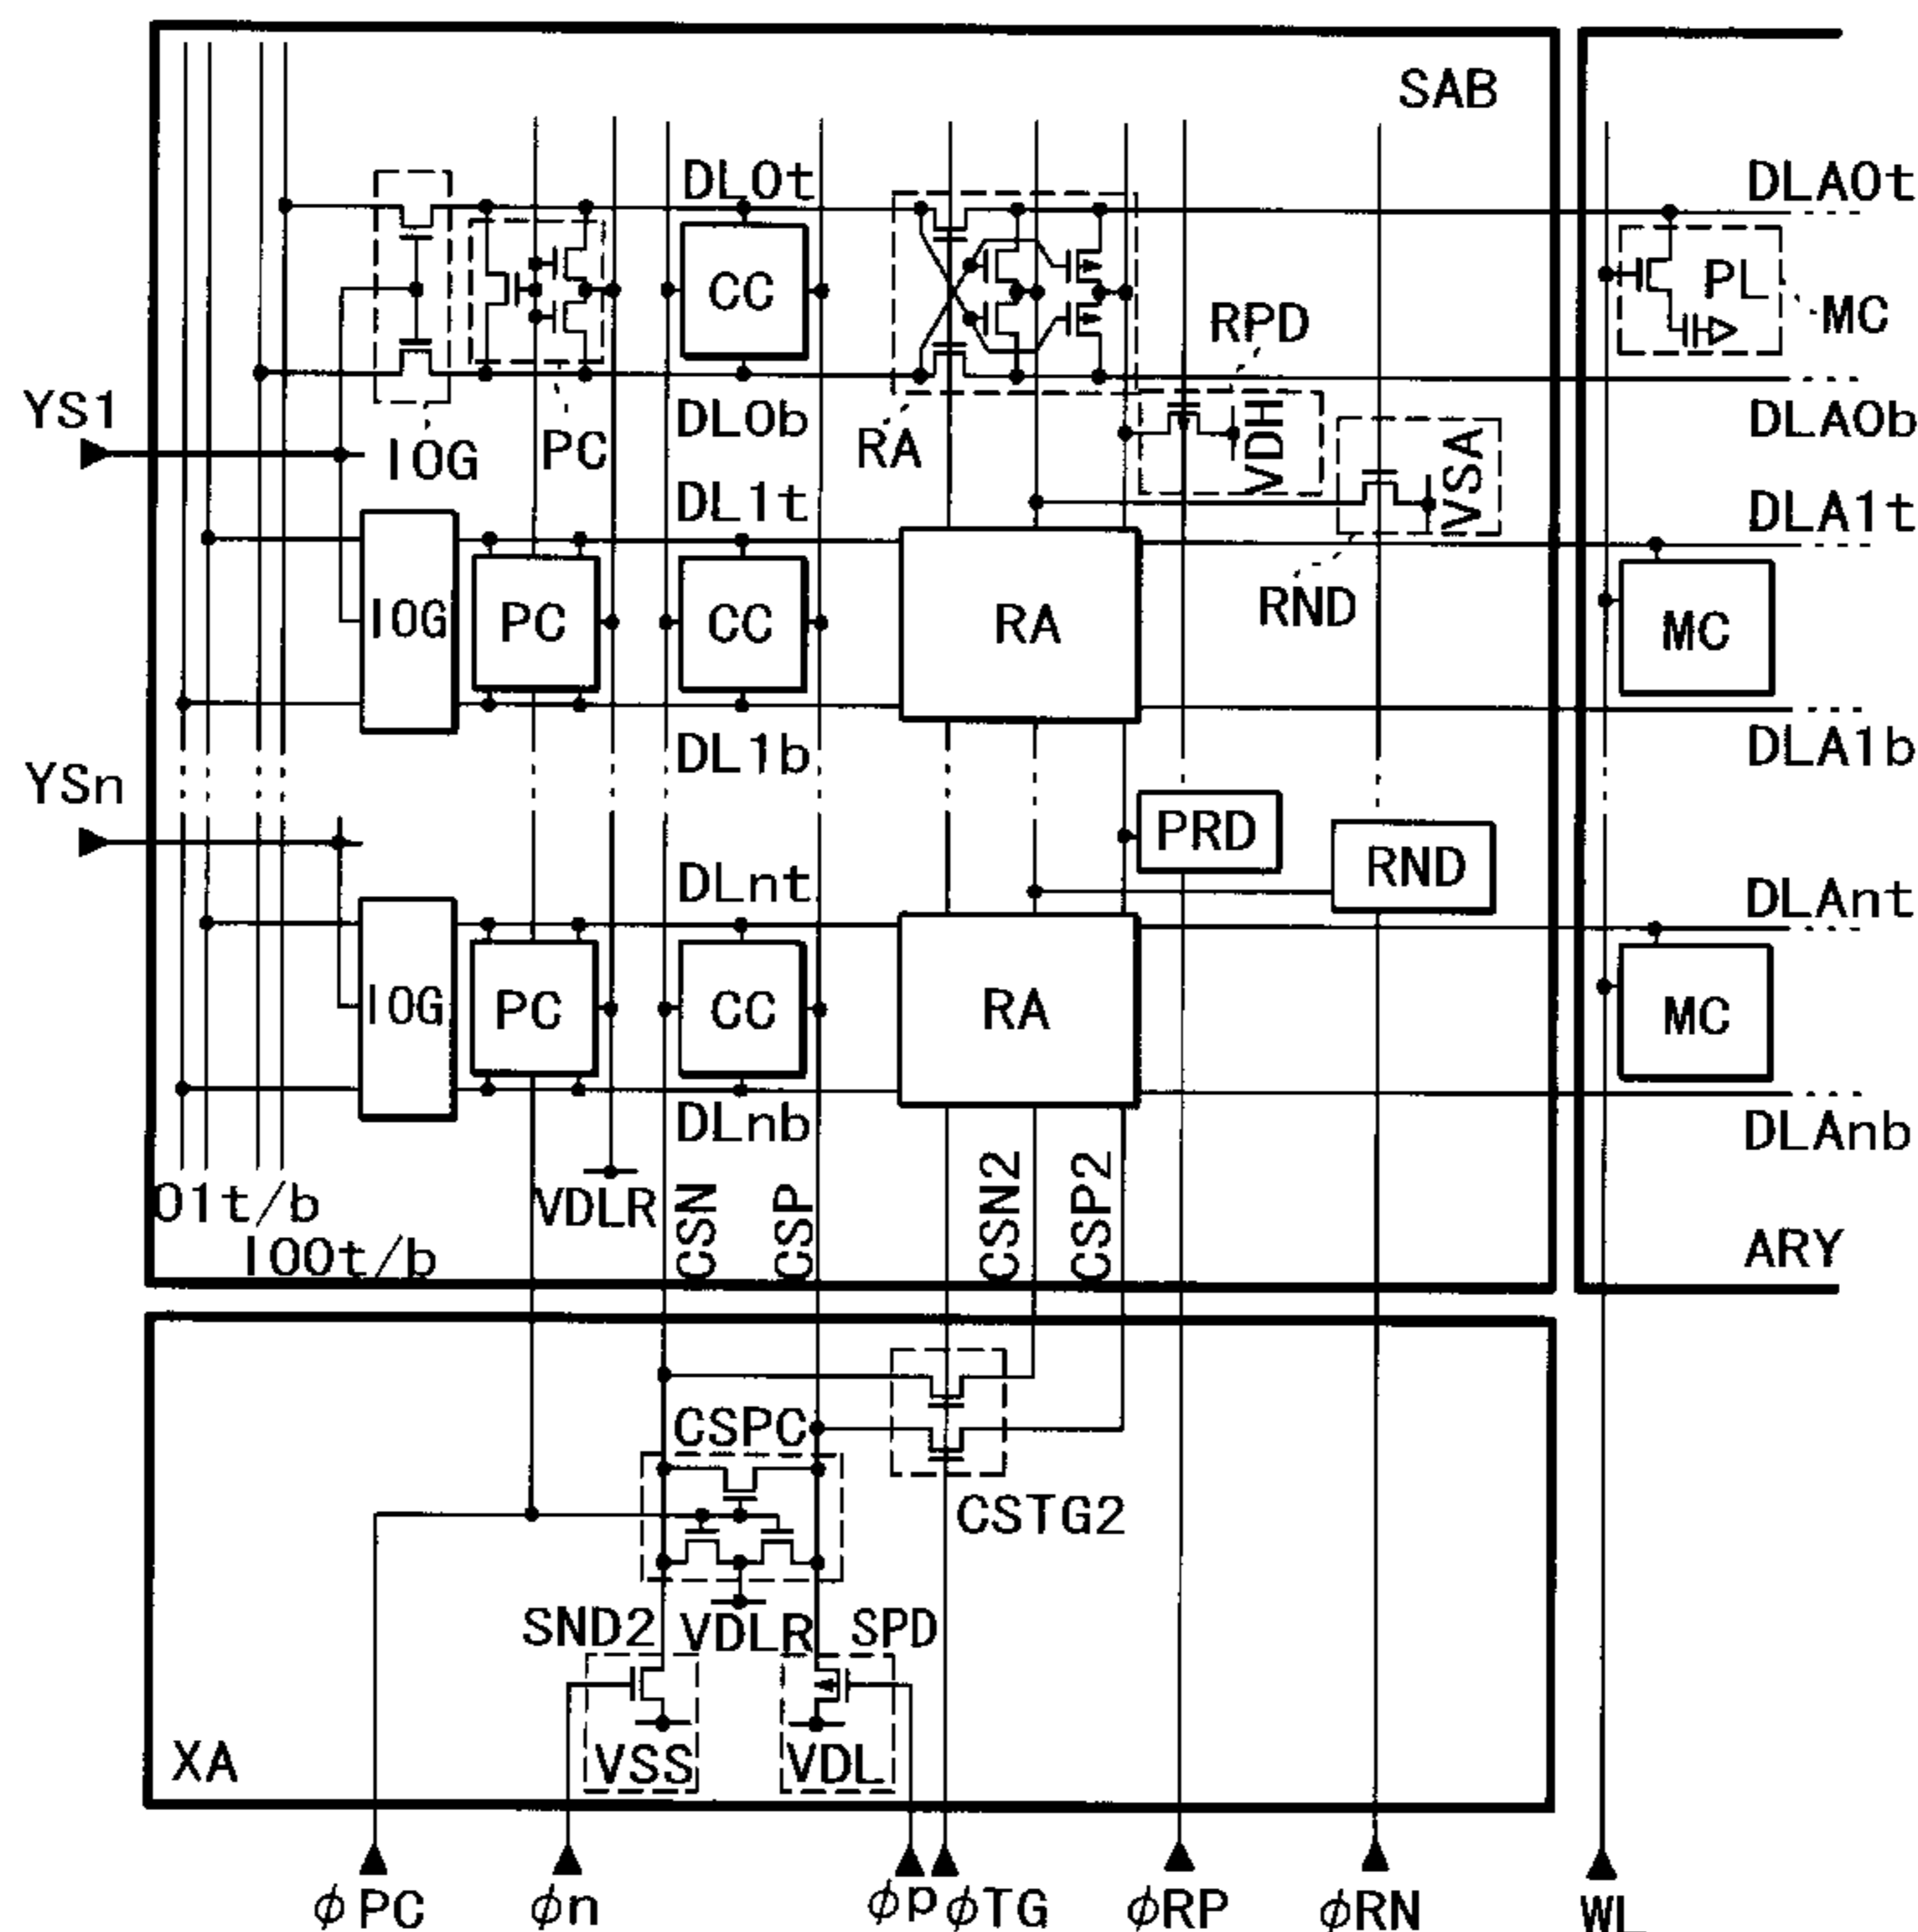 SAB
DL0t
DLA0t
CC
PL
RPD
MC
YS1
IOG
PC
DL0b
RA
VDH
VSA
DLA0b
DL1t
DLA1t
IOG
PC
CC
RA
RND
MC
DL1b
DLA1b
YSn
PRD
RND
DLnt
DLAnt
IOG
PC
CC
RA
MC
DLnb
DLAnb
O1t/b
VDLR
CSN
CSP
CSN2
CSP2
IO0t/b
ARY
CSPC
CSTG2
SND2
VDLR
SPD
XA
VSS
VDL
φPC
φn
φp
φTG
φRP
φRN
WL